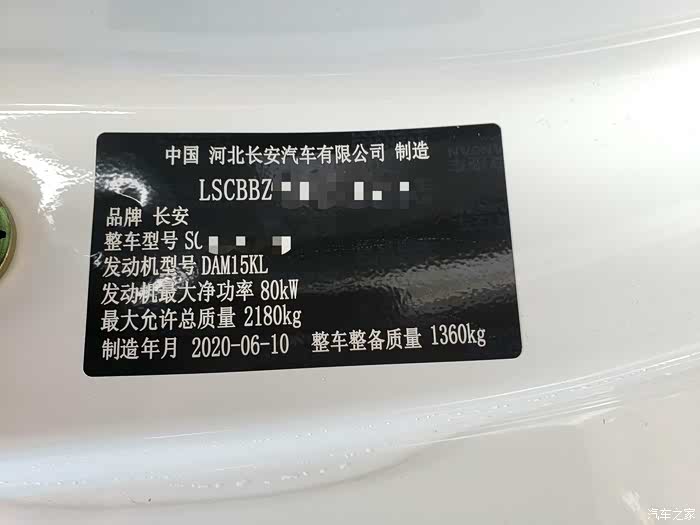 中国 河北长安汽车有限公司 制造
LSCBBZ
品牌 长安
整车型号 SC
发动机型号 DAM15KL
发动机最大净功率 80kW
最大允许总质量 2180kg
制造年月 2020-06-10 整车整备质量 1360kg
汽车之家